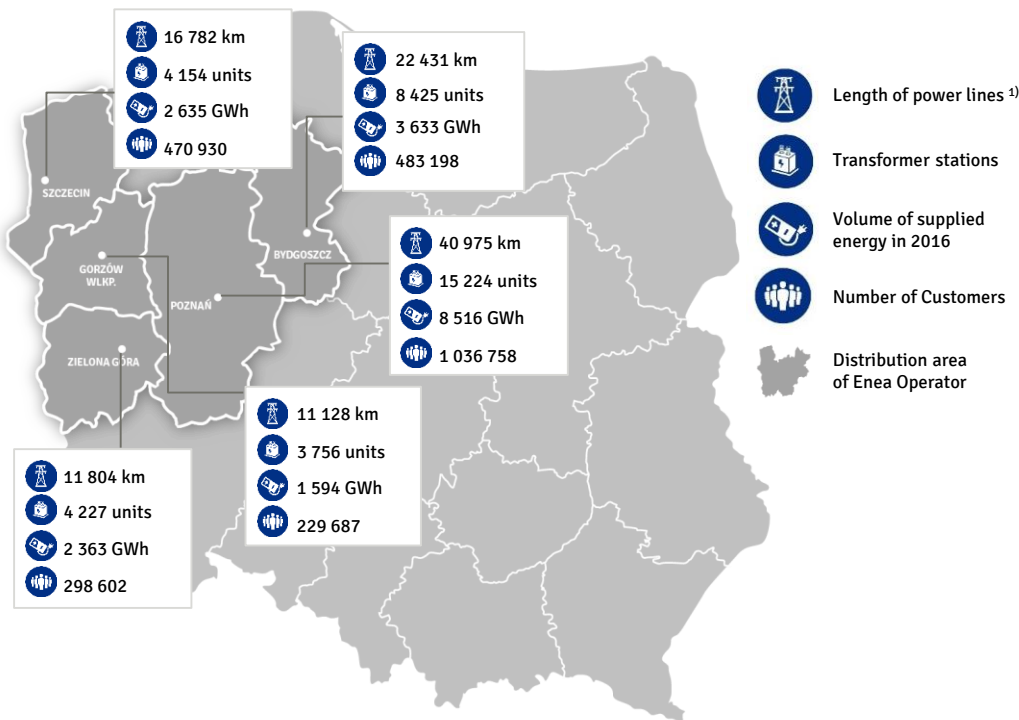 16 782 km
4 154 units
2 635 GWh
470 930
22 431 km
8 425 units
3 633 GWh
483 198
Length of power lines ¹⁾
Transformer stations
Volume of supplied
energy in 2016
Number of Customers
Distribution area
of Enea Operator
SZCZECIN
BYDGOSZCZ
GORZÓW
WLKP.
POZNAŃ
ZIELONA GÓRA
40 975 km
15 224 units
8 516 GWh
1 036 758
11 128 km
3 756 units
1 594 GWh
229 687
11 804 km
4 227 units
2 363 GWh
298 602